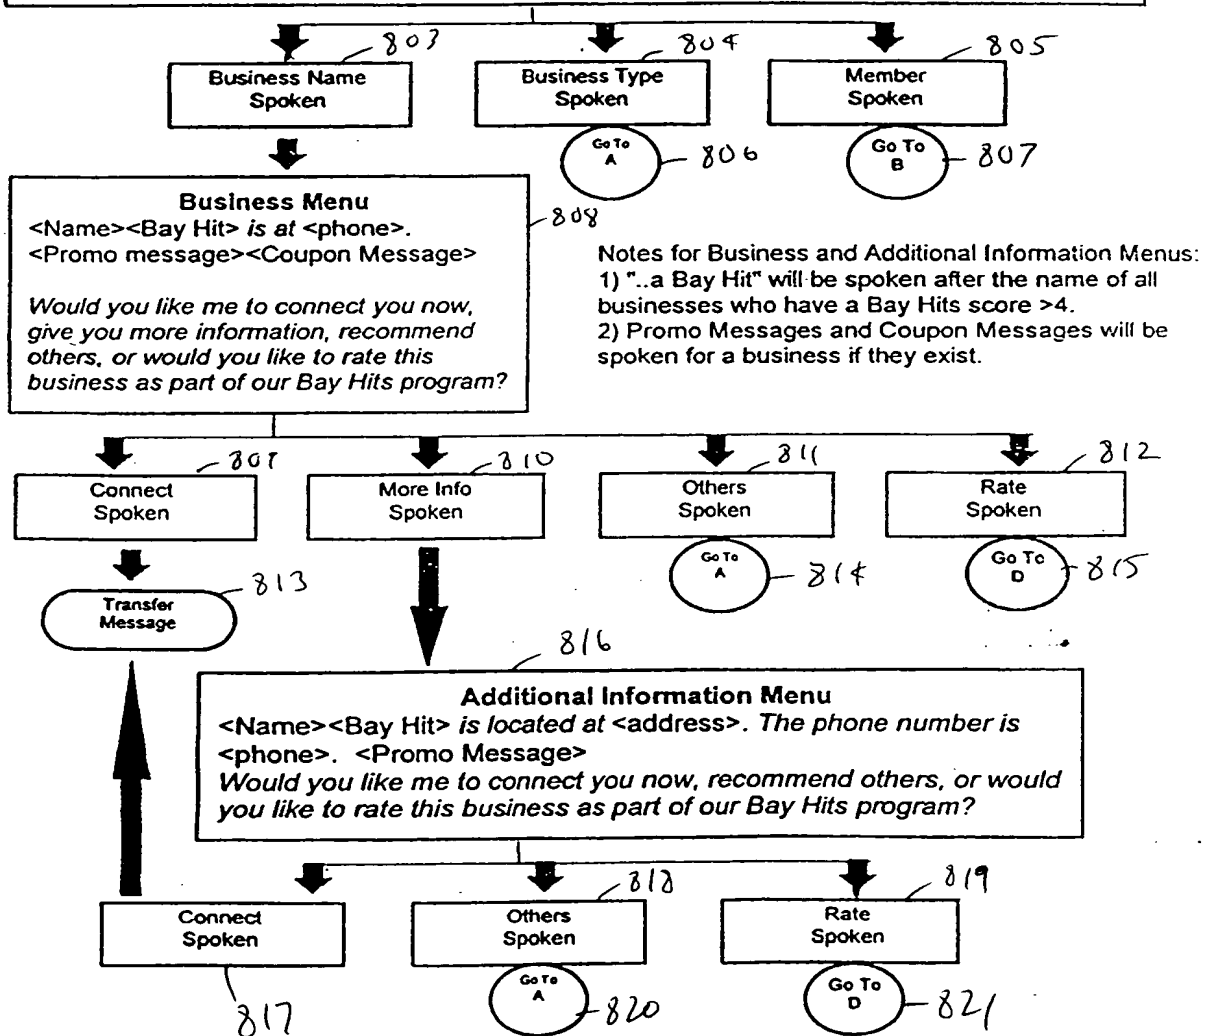 803
804
805
Business Name
Spoken
Business Type
Spoken
Member
Spoken
Go To
A
806
Go To
B
807
Business Menu
<Name><Bay Hit> is at <phone>.
<Promo message><Coupon Message>
Would you like me to connect you now,
give you more information, recommend
others, or would you like to rate this
business as part of our Bay Hits program?
808
Notes for Business and Additional Information Menus:
1) "..a Bay Hit" will be spoken after the name of all
businesses who have a Bay Hits score >4.
2) Promo Messages and Coupon Messages will be
spoken for a business if they exist.
810
811
812
Connect
Spoken
More Info
Spoken
Others
Spoken
Rate
Spoken
Go To
A
814
Go To
D
815
813
Transfer
Message
816
Additional Information Menu
<Name><Bay Hit> is located at <address>. The phone number is
<phone>. <Promo Message>
Would you like me to connect you now, recommend others, or would
you like to rate this business as part of our Bay Hits program?
818
819
Connect
Spoken
Others
Spoken
Rate
Spoken
817
Go To
A
820
Go To
D
821